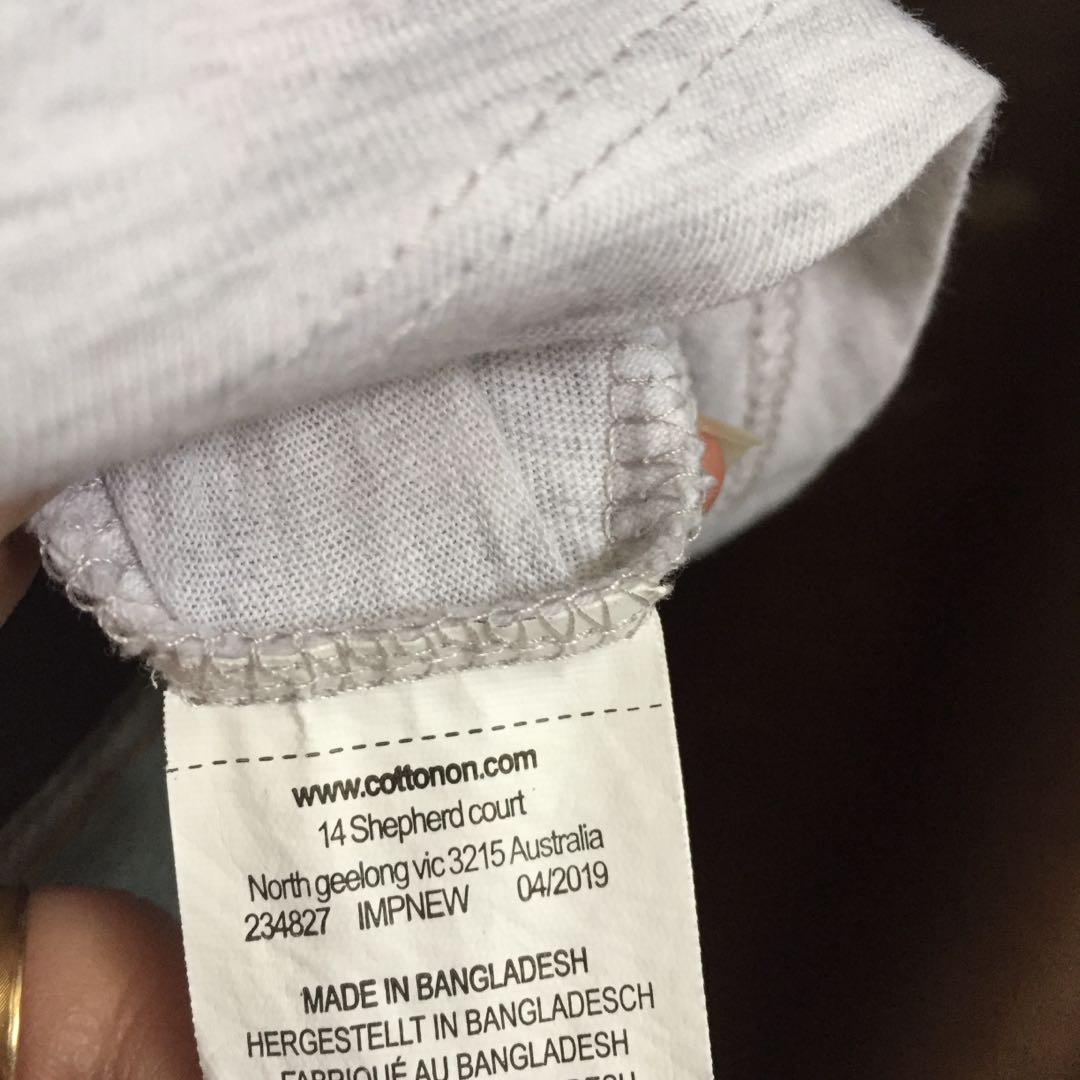 www.cottonon.com
14 Shepherd court
North geelong vic 3215 Australia
234827 IMPNEW 04/2019
MADE IN BANGLADESH
HERGESTELLT IN BANGLADESCH
FABRIQUÉ AU BANGLADESH